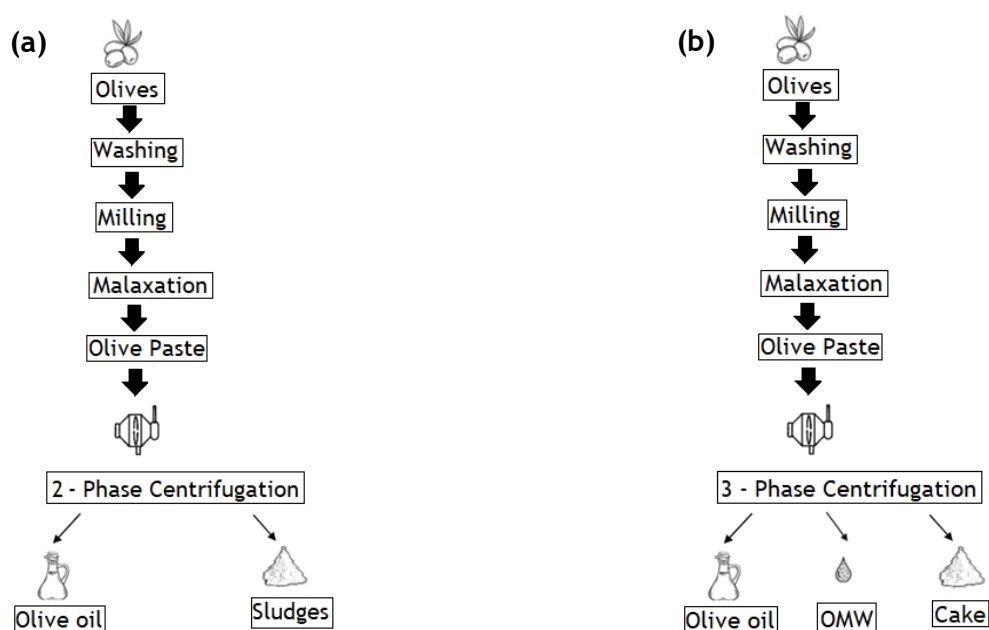 (a)
Olives
Washing
Milling
Malaxation
Olive Paste
2 - Phase Centrifugation
Olive oil
Sludges
(b)
Olives
Washing
Milling
Malaxation
Olive Paste
3 - Phase Centrifugation
Olive oil
OMW
Cake